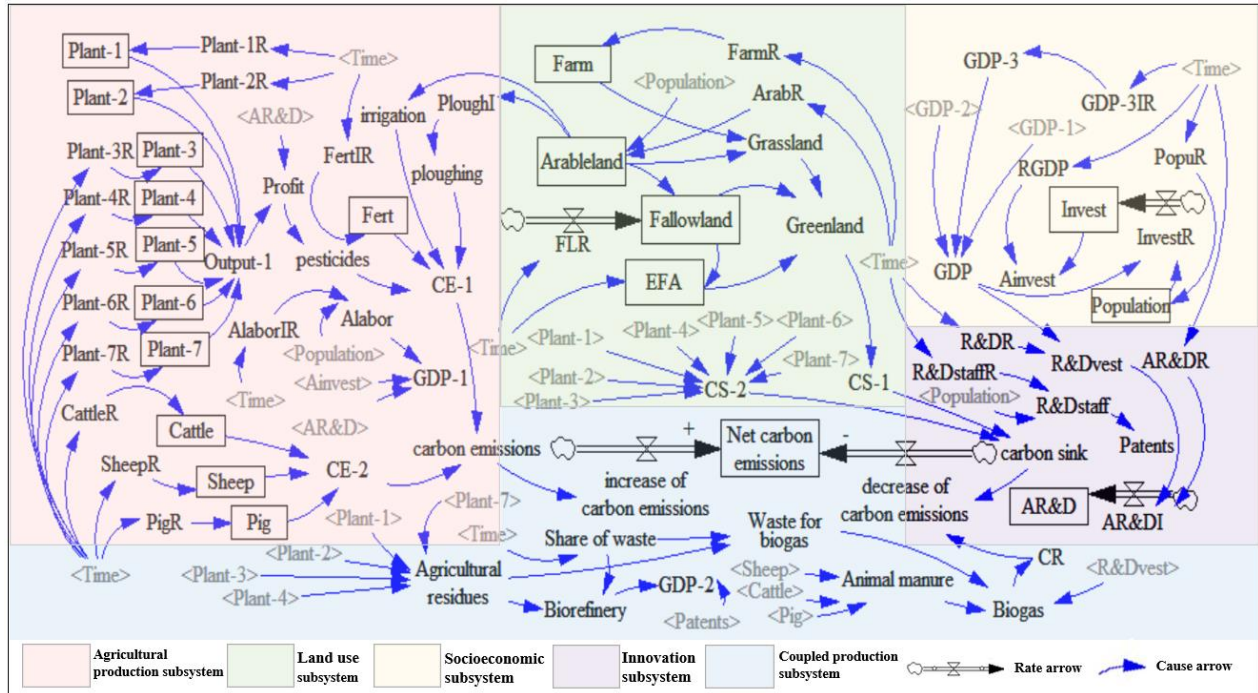 Plant-1
Plant-1R
<Time>
Plant-2
Plant-2R
<AR&D>
irrigation
PloughI
Plant-3R
Plant-3
FertIR
ploughing
Plant-4R
Plant-4
Profit
Fert
Plant-5R
Plant-5
Output-1
pesticides
CE-1
Plant-6R
Plant-6
AlaborIR
Alabor
Plant-7R
Plant-7
<Population>
<Ainvest>
GDP-1
<Time>
CattleR
Cattle
<AR&D>
carbon emissions
SheepR
Sheep
CE-2
PigR
Pig
<Plant-1>
<Time>
Farm
FarmR
<Population>
ArabR
Arableland
Grassland
Fallowland
FLR
Greenland
EFA
<Time>
<Time>
<Plant-1>
<Plant-4>
<Plant-5>
<Plant-6>
<Plant-7>
<Plant-2>
<Plant-3>
CS-2
CS-1
GDP-3
<Time>
<GDP-2>
GDP-3IR
<GDP-1>
PopuR
RGDP
Invest
InvestR
GDP
Ainvest
Population
R&DR
R&Dvest
AR&DR
R&DstaffR
<Population>
R&Dstaff
Patents
carbon sink
AR&D
AR&DI
+
Net carbon
emissions
-
increase of
carbon emissions
decrease of
carbon emissions
<Plant-7>
<Time>
Share of waste
Waste for
biogas
<Plant-2>
<Plant-3>
<Plant-4>
Agricultural
residues
Biorefinery
GDP-2
<Patents>
<Sheep>
<Cattle>
<Pig>
Animal manure
Biogas
CR
<R&Dvest>
Agricultural
production subsystem
Land use
subsystem
Socioeconomic
subsystem
Innovation
subsystem
Coupled production
subsystem
Rate arrow
Cause arrow